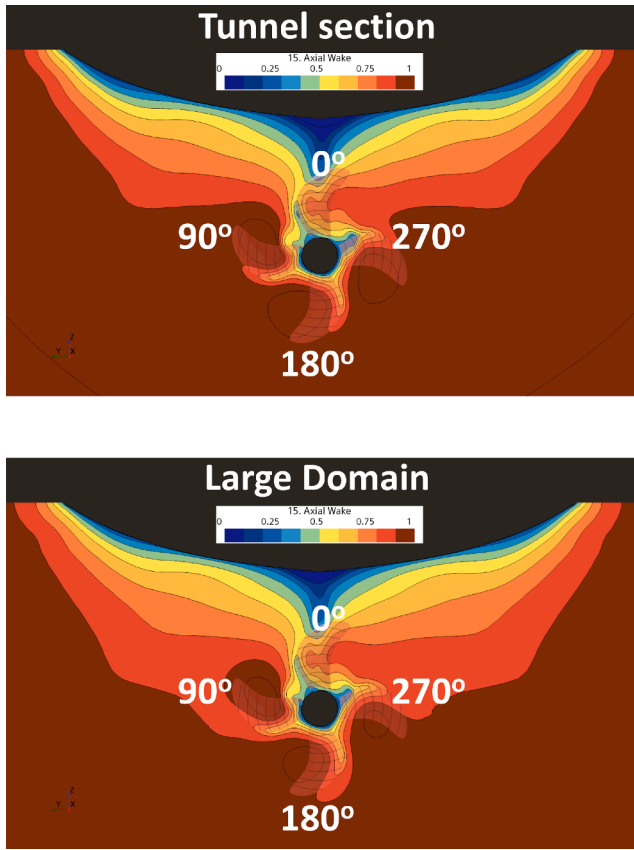 Tunnel section
15. Axial Wake
0 0.25 0.5 0.75 1
0º
90º 270º
180º
Z
Y X
Large Domain
15. Axial Wake
0 0.25 0.5 0.75 1
0º
90º 270º
180º
Z
Y X